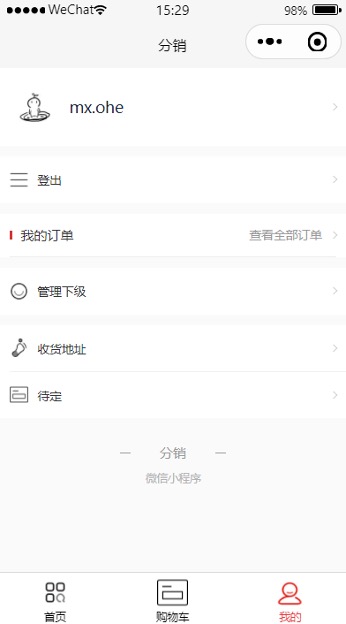 WeChat 15:29 98%
分销
mx.ohe
登出
我的订单 查看全部订单
管理下级
收货地址
待定
分销
微信小程序
首页 购物车 我的